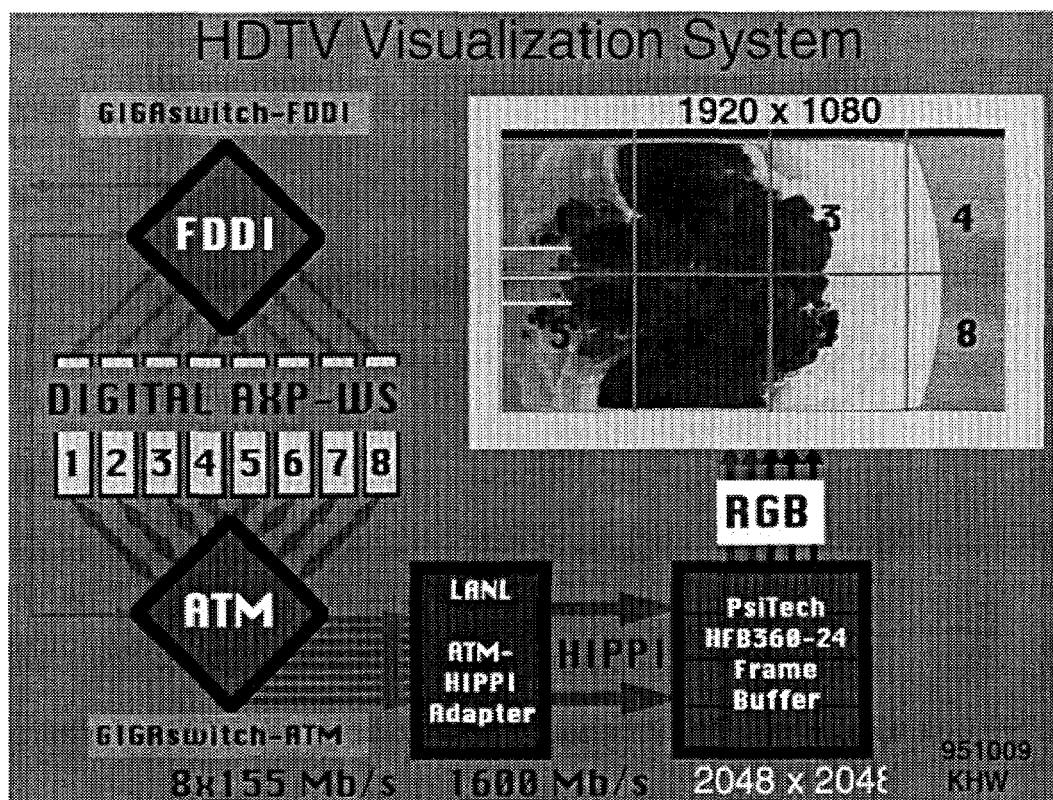 HDTV Visualization System
GIGAswitch-FDDI
FDDI
DIGITAL AXP-WS
1 2 3 4 5 6 7 8
ATM
GIGAswitch-ATM
8x155 Mb/s
1920 x 1080
3 4
5 8
RGB
LANL
ATM-
HIPPI
Adapter
HIPPI
1600 Mb/s
PsiTech
HFB360-24
Frame
Buffer
2048 x 2048
951009
KHW